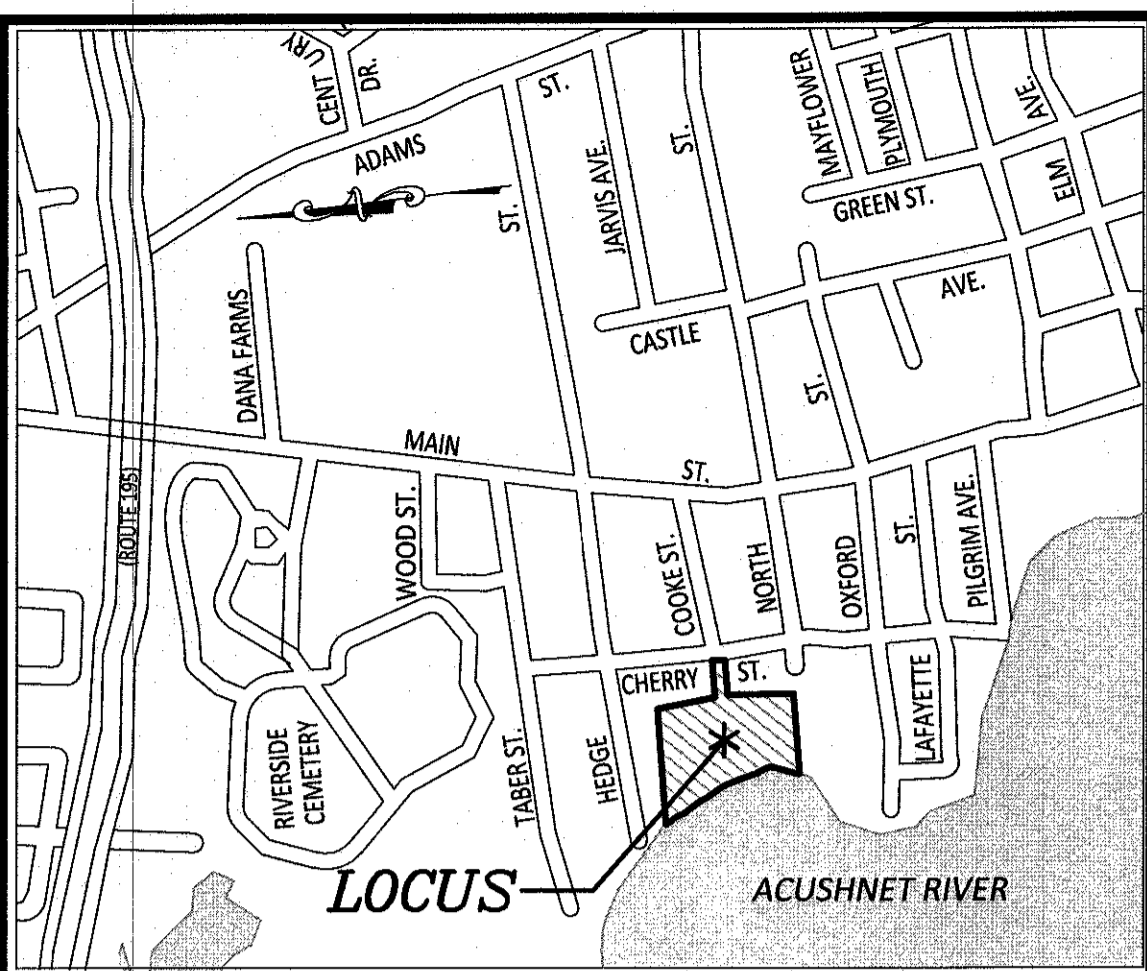 CENTURY
DR.
ADAMS
ST.
JARVIS AVE.
ST.
MAYFLOWER
PLYMOUTH
AVE.
ELM
GREEN ST.
ST.
N
DANA FARMS
CASTLE
AVE.
ST.
MAIN
ST.
(ROUTE 195)
WOOD ST.
COOKE ST.
NORTH
OXFORD
ST.
PILGRIM AVE.
CHERRY
ST.
LAFAYETTE
RIVERSIDE
CEMETERY
TABER ST.
HEDGE
LOCUS
ACUSHNET RIVER